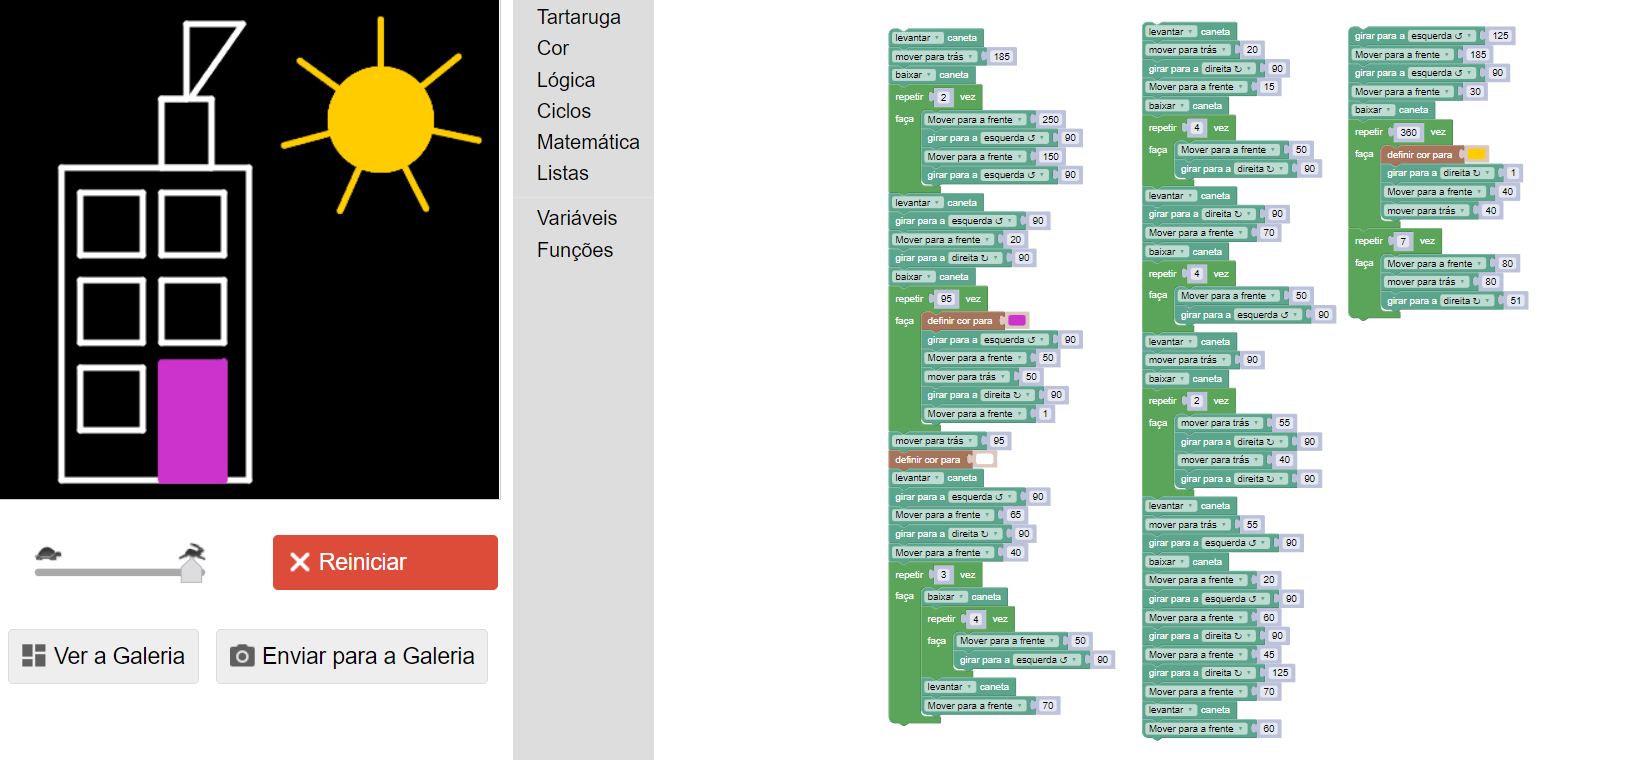 Reiniciar
Ver a Galeria
Enviar para a Galeria
Tartaruga
Cor
Lógica
Ciclos
Matemática
Listas
Variáveis
Funções
levantar caneta
mover para trás 185
baixar caneta
repetir 2 vez
faça Mover para a frente 250
girar para a esquerda ↺ 90
Mover para a frente 150
girar para a esquerda ↺ 90
levantar caneta
girar para a esquerda ↺ 90
Mover para a frente 20
girar para a direita ↻ 90
baixar caneta
repetir 95 vez
faça definir cor para
girar para a esquerda ↺ 90
Mover para a frente 50
mover para trás 50
girar para a direita ↻ 90
Mover para a frente 1
mover para trás 95
definir cor para
levantar caneta
girar para a esquerda ↺ 90
Mover para a frente 65
girar para a direita ↻ 90
Mover para a frente 40
repetir 3 vez
faça baixar caneta
repetir 4 vez
faça Mover para a frente 50
girar para a esquerda ↺ 90
levantar caneta
Mover para a frente 70
levantar caneta
mover para trás 20
girar para a direita ↻ 90
Mover para a frente 15
baixar caneta
repetir 4 vez
faça Mover para a frente 50
girar para a direita ↻ 90
levantar caneta
girar para a direita ↻ 90
Mover para a frente 70
baixar caneta
repetir 4 vez
faça Mover para a frente 50
girar para a esquerda ↺ 90
levantar caneta
mover para trás 90
baixar caneta
repetir 2 vez
faça mover para trás 55
girar para a direita ↻ 90
mover para trás 40
girar para a direita ↻ 90
levantar caneta
mover para trás 55
girar para a esquerda ↺ 90
baixar caneta
Mover para a frente 20
girar para a esquerda ↺ 90
Mover para a frente 60
girar para a direita ↻ 90
Mover para a frente 45
girar para a direita ↻ 125
Mover para a frente 70
levantar caneta
Mover para a frente 60
girar para a esquerda ↺ 125
Mover para a frente 185
girar para a esquerda ↺ 90
Mover para a frente 30
baixar caneta
repetir 360 vez
faça definir cor para
girar para a direita ↻ 1
Mover para a frente 40
mover para trás 40
repetir 7 vez
faça Mover para a frente 80
mover para trás 80
girar para a direita ↻ 51